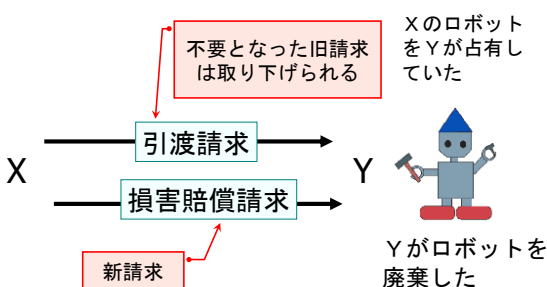 不要となった旧請求
は取り下げられる
Ｘのロボット
をＹが占有し
ていた
引渡請求
X
Y
損害賠償請求
新請求
Ｙがロボットを
廃棄した